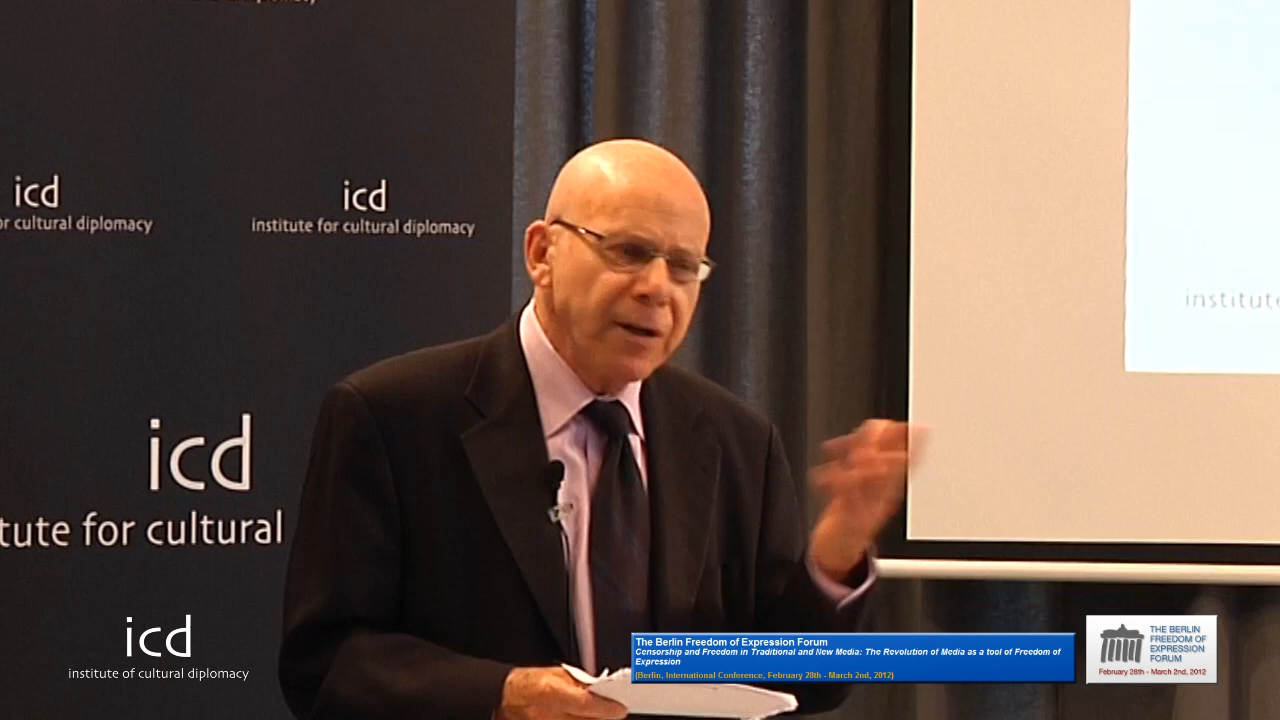 icd
or cultural diplomacy
icd
institute for cultural diplomacy
icd
tute for cultural
institute
icd
institute of cultural diplomacy
The Berlin Freedom of Expression Forum
Censorship and Freedom in Traditional and New Media: The Revolution of Media as a tool of Freedom of
Expression
(Berlin, International Conference, February 28th - March 2nd, 2012)
THE BERLIN
FREEDOM OF
EXPRESSION
FORUM
February 28th - March 2nd, 2012